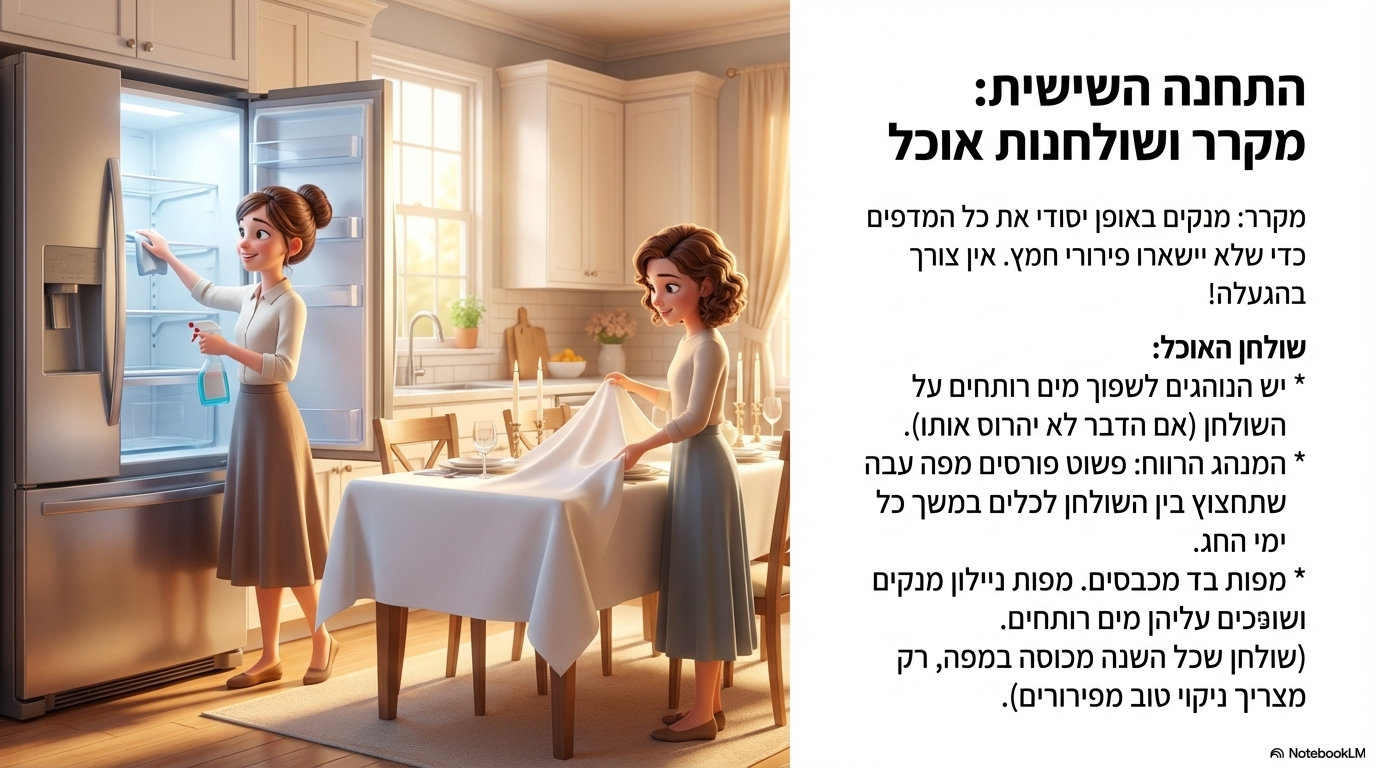 התחנה השישית:
מקרר ושולחנות אוכל
מקרר: מנקים באופן יסודי את כל המדפים
כדי שלא יישארו פירורי חמץ. אין צורך
בהגעלה!
שולחן האוכל:
* יש הנוהגים לשפוך מים רותחים על
השולחן (אם הדבר לא יהרוס אותו).
* המנהג הרווח: פשוט פורסים מפה עבה
שתחצוץ בין השולחן לכלים במשך כל
ימי החג.
* מפות בד מכבסים. מפות ניילון מנקים
ושופכים עליהן מים רותחים.
(שולחן שכל השנה מכוסה במפה, רק
מצריך ניקוי טוב מפירורים).
NotebookLM